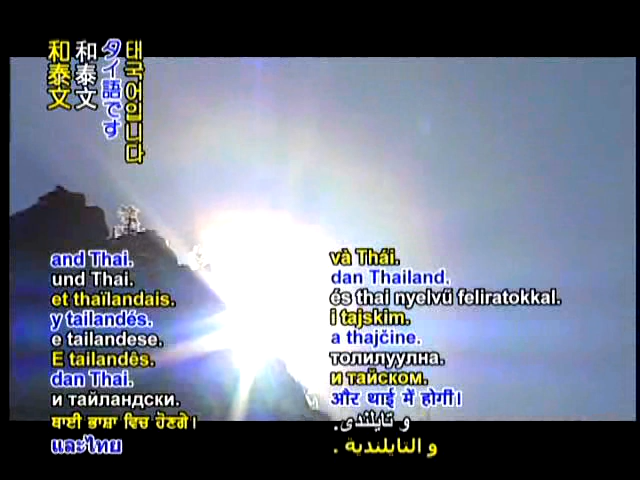 和泰文
和泰文
タイ語です
태국어입니다
and Thai.
und Thai.
et thaïlandais.
y tailandés.
e tailandese.
E tailandês.
dan Thai.
и тайландски.
ਥਾਈ ਭਾਸ਼ਾ ਵਿਚ ਹੋਣਗੇ।
และไทย
và Thái.
dan Thailand.
és thai nyelvű feliratokkal.
i tajskim.
a thajčine.
толилуулна.
и тайском.
और थाई में होगीं।
و تایلندی.
و التايلندية .